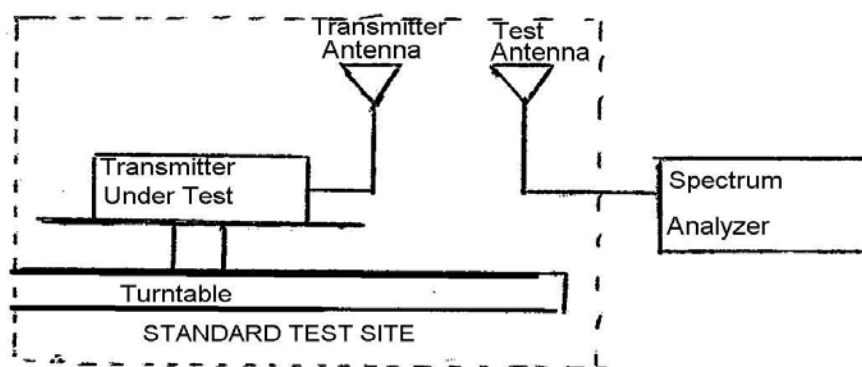 Transmitter
Antenna
Test
Antenna
Transmitter
Under Test
Spectrum
Analyzer
Turntable
STANDARD TEST SITE